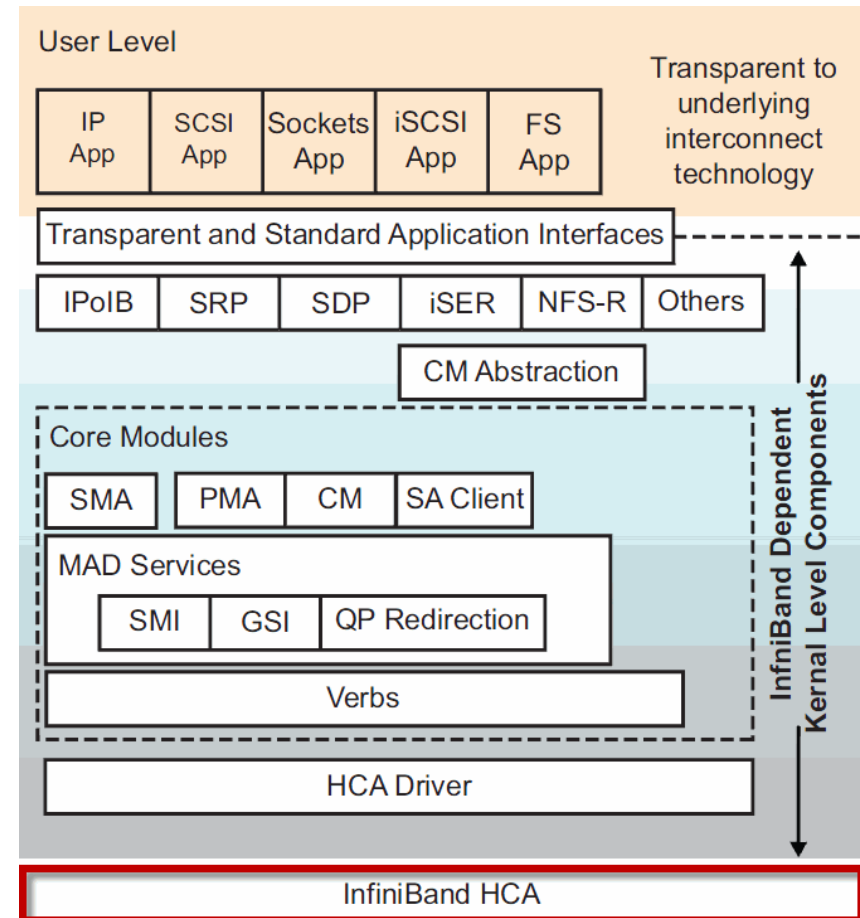 User Level
Transparent to
underlying
interconnect
technology
IP
App
SCSI
App
Sockets
App
iSCSI
App
FS
App
Transparent and Standard Application Interfaces
IPoIB
SRP
SDP
iSER
NFS-R
Others
CM Abstraction
Core Modules
SMA
PMA
CM
SA Client
MAD Services
SMI
GSI
QP Redirection
Verbs
HCA Driver
InfniBand Dependent
Kernal Level Components
InfiniBand HCA